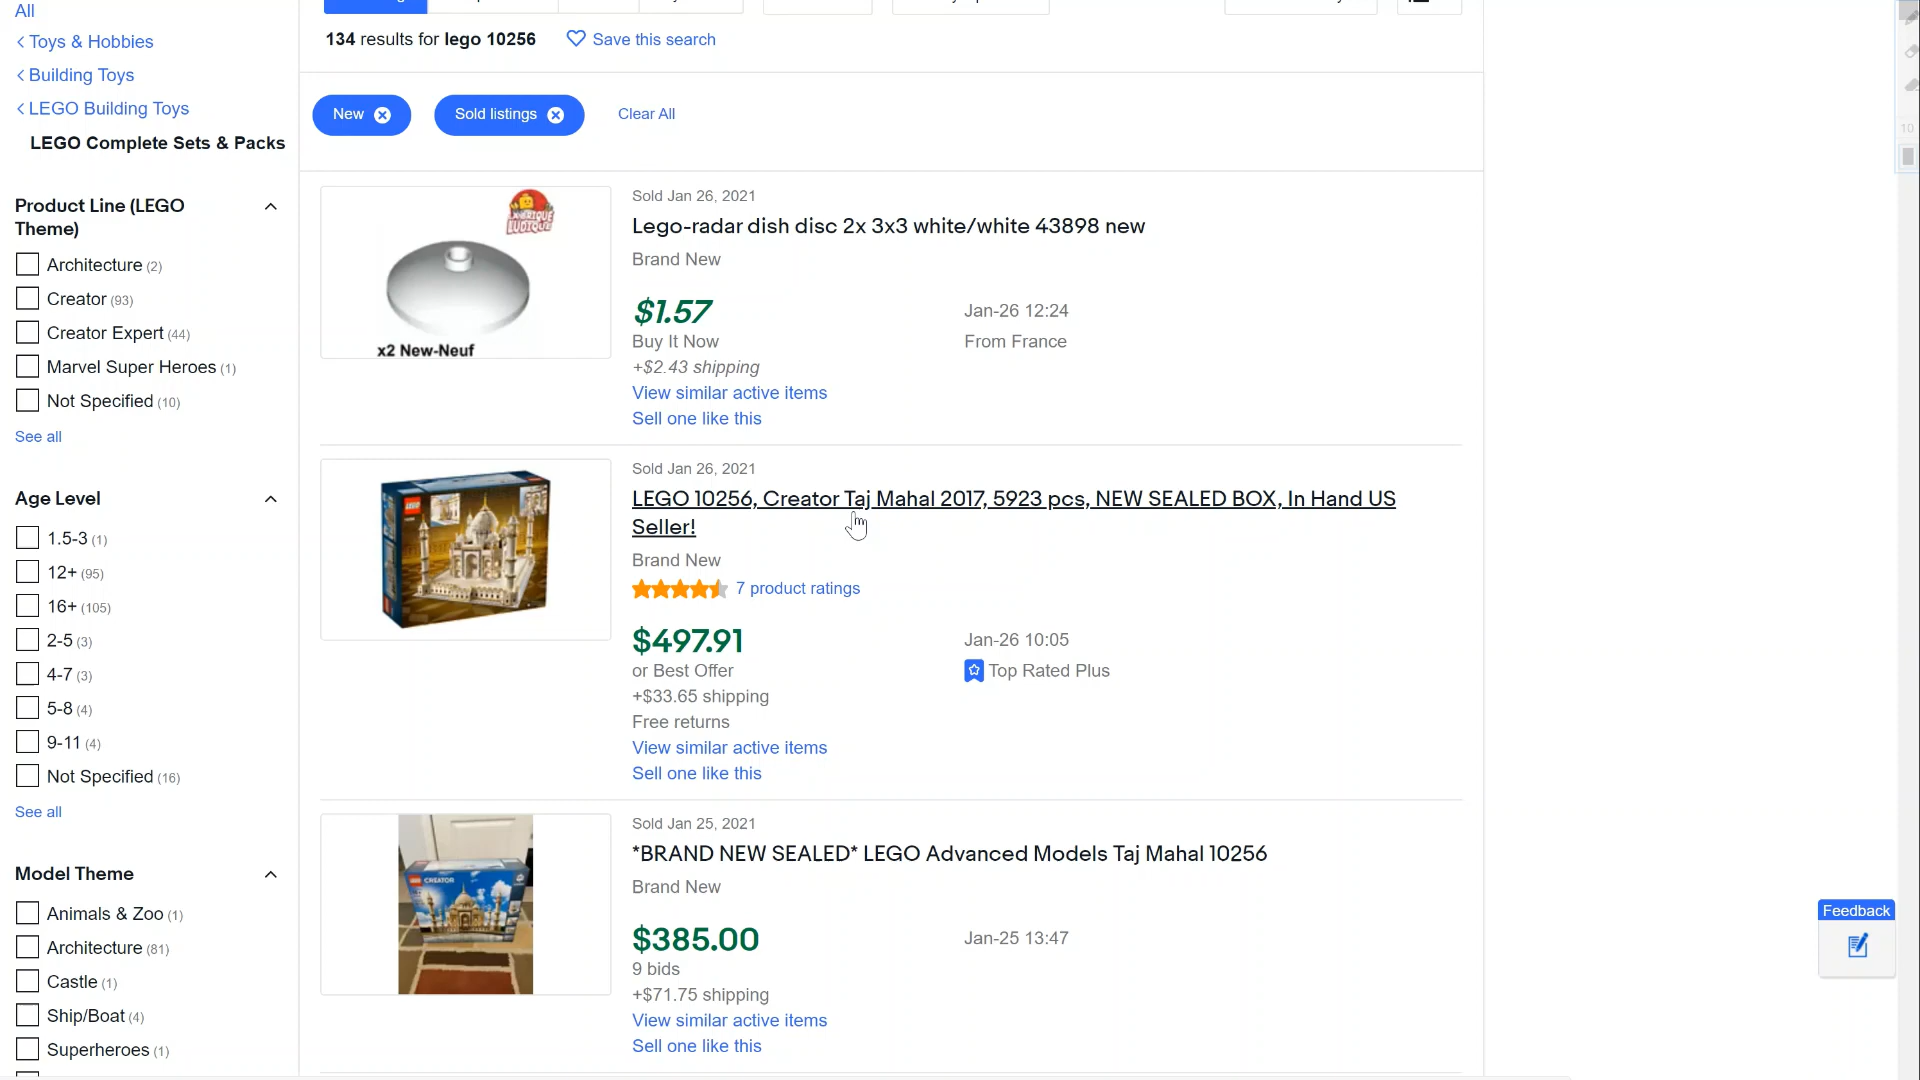 All
Toys & Hobbies
Building Toys
LEGO Building Toys
LEGO Complete Sets & Packs
Product Line (LEGO
Theme)
Architecture (2)
Creator (93)
Creator Expert (44)
Marvel Super Heroes (1)
Not Specified (10)
See all
Age Level
1.5-3 (1)
12+ (95)
16+ (105)
2-5 (3)
4-7 (3)
5-8 (4)
9-11 (4)
Not Specified (16)
See all
Model Theme
Animals & Zoo (1)
Architecture (81)
Castle (1)
Ship/Boat (4)
Superheroes (1)
134 results for lego 10256
Save this search
New
Sold listings
Clear All
LUDIQUE
x2 New-Neuf
Sold Jan 26, 2021
Lego-radar dish disc 2x 3x3 white/white 43898 new
Brand New
$1.57
Jan-26 12:24
Buy It Now
From France
+$2.43 shipping
View similar active items
Sell one like this
Sold Jan 26, 2021
LEGO 10256, Creator Taj Mahal 2017, 5923 pcs, NEW SEALED BOX, In Hand US
Seller!
Brand New
7 product ratings
$497.91
Jan-26 10:05
or Best Offer
Top Rated Plus
+$33.65 shipping
Free returns
View similar active items
Sell one like this
CREATOR
Sold Jan 25, 2021
*BRAND NEW SEALED* LEGO Advanced Models Taj Mahal 10256
Brand New
$385.00
Jan-25 13:47
9 bids
+$71.75 shipping
View similar active items
Sell one like this
10
Feedback